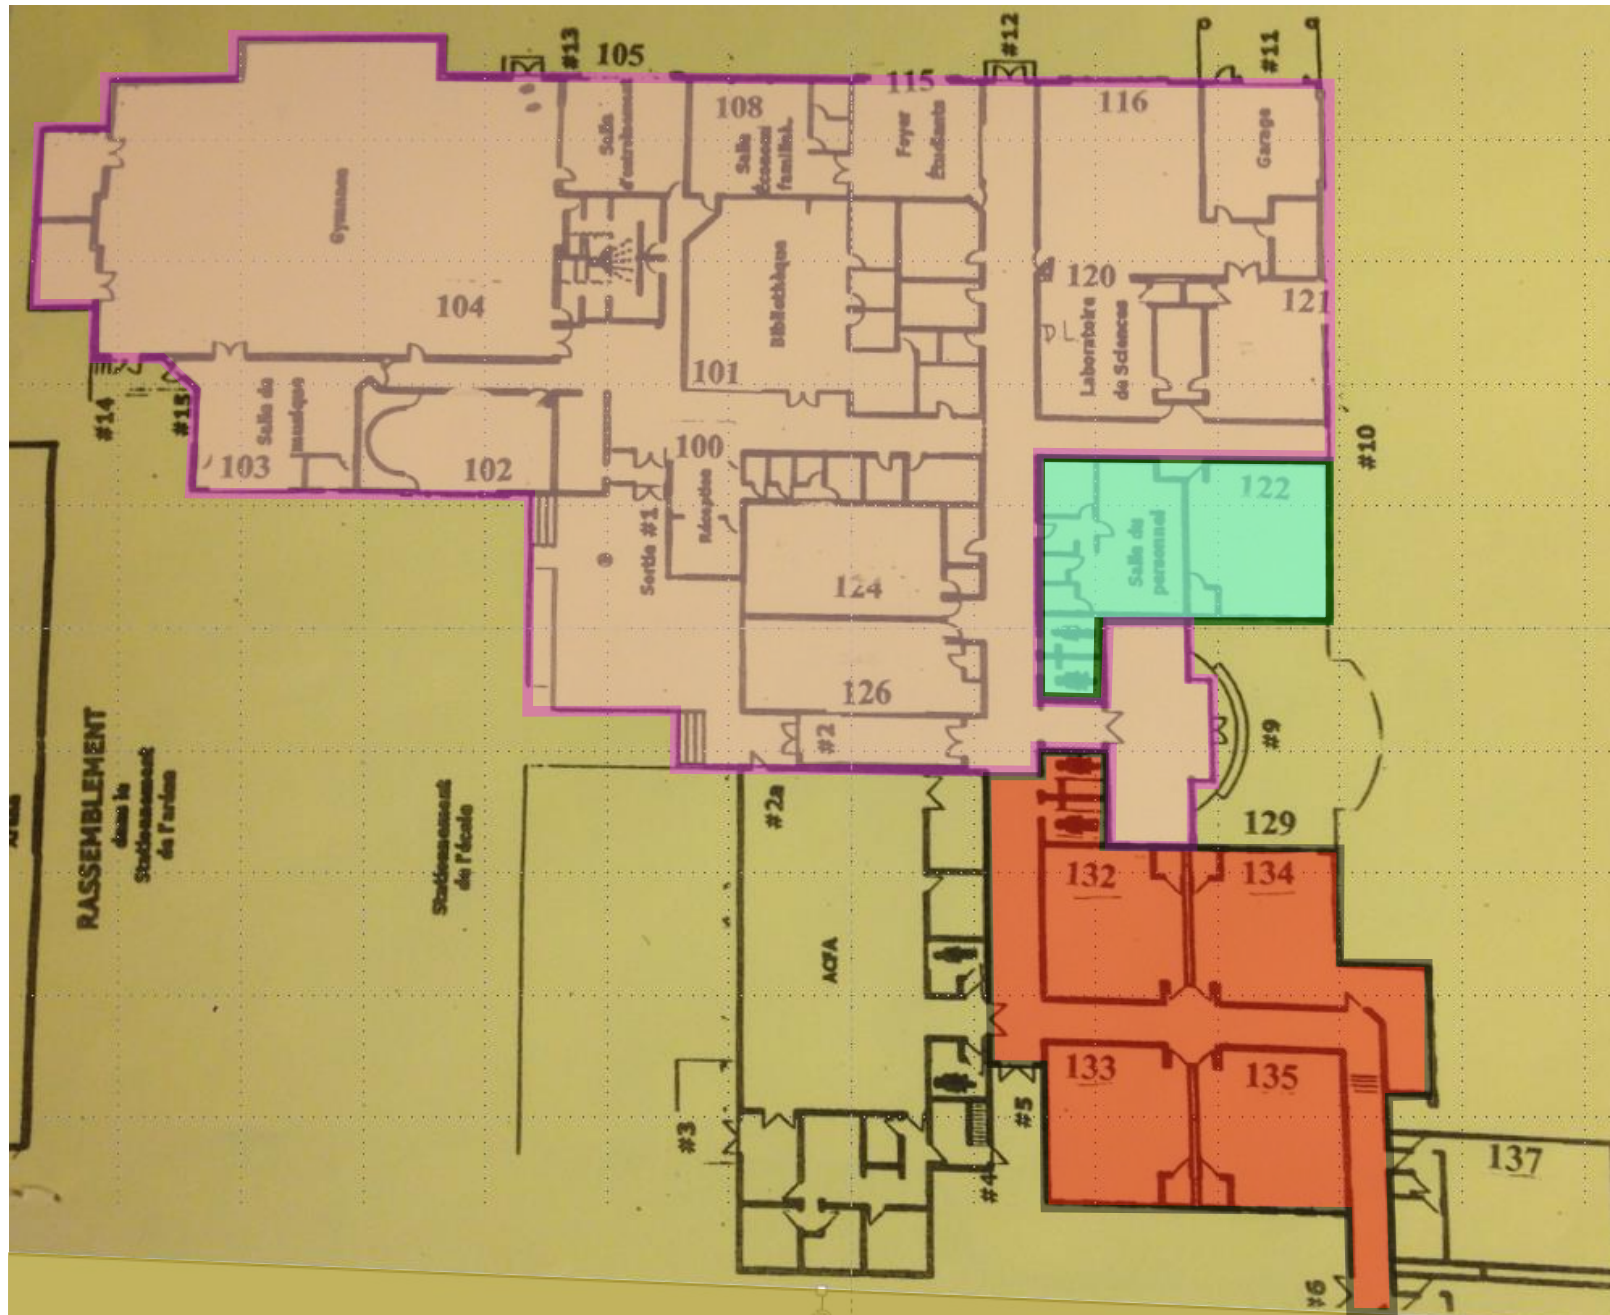 #13
105
#12
#11
108
115
116
Salle
d'entraînement
Salle
Économi
familial.
Foyer
Étudiants
Garage
Gymnase
104
Bibliothèque
120
121
DL
Laboratoire
de Sciences
101
#14
#15
Salle de
musique
103
102
100
#10
Réception
Sortie #1
122
Salle du
personnel
124
126
#2
#9
RASSEMBLEMENT
dans le
Stationnement
de l'aréna
Stationnement
de l'école
#2a
129
132
134
ACFA
133
135
#3
#5
#4
137
#6